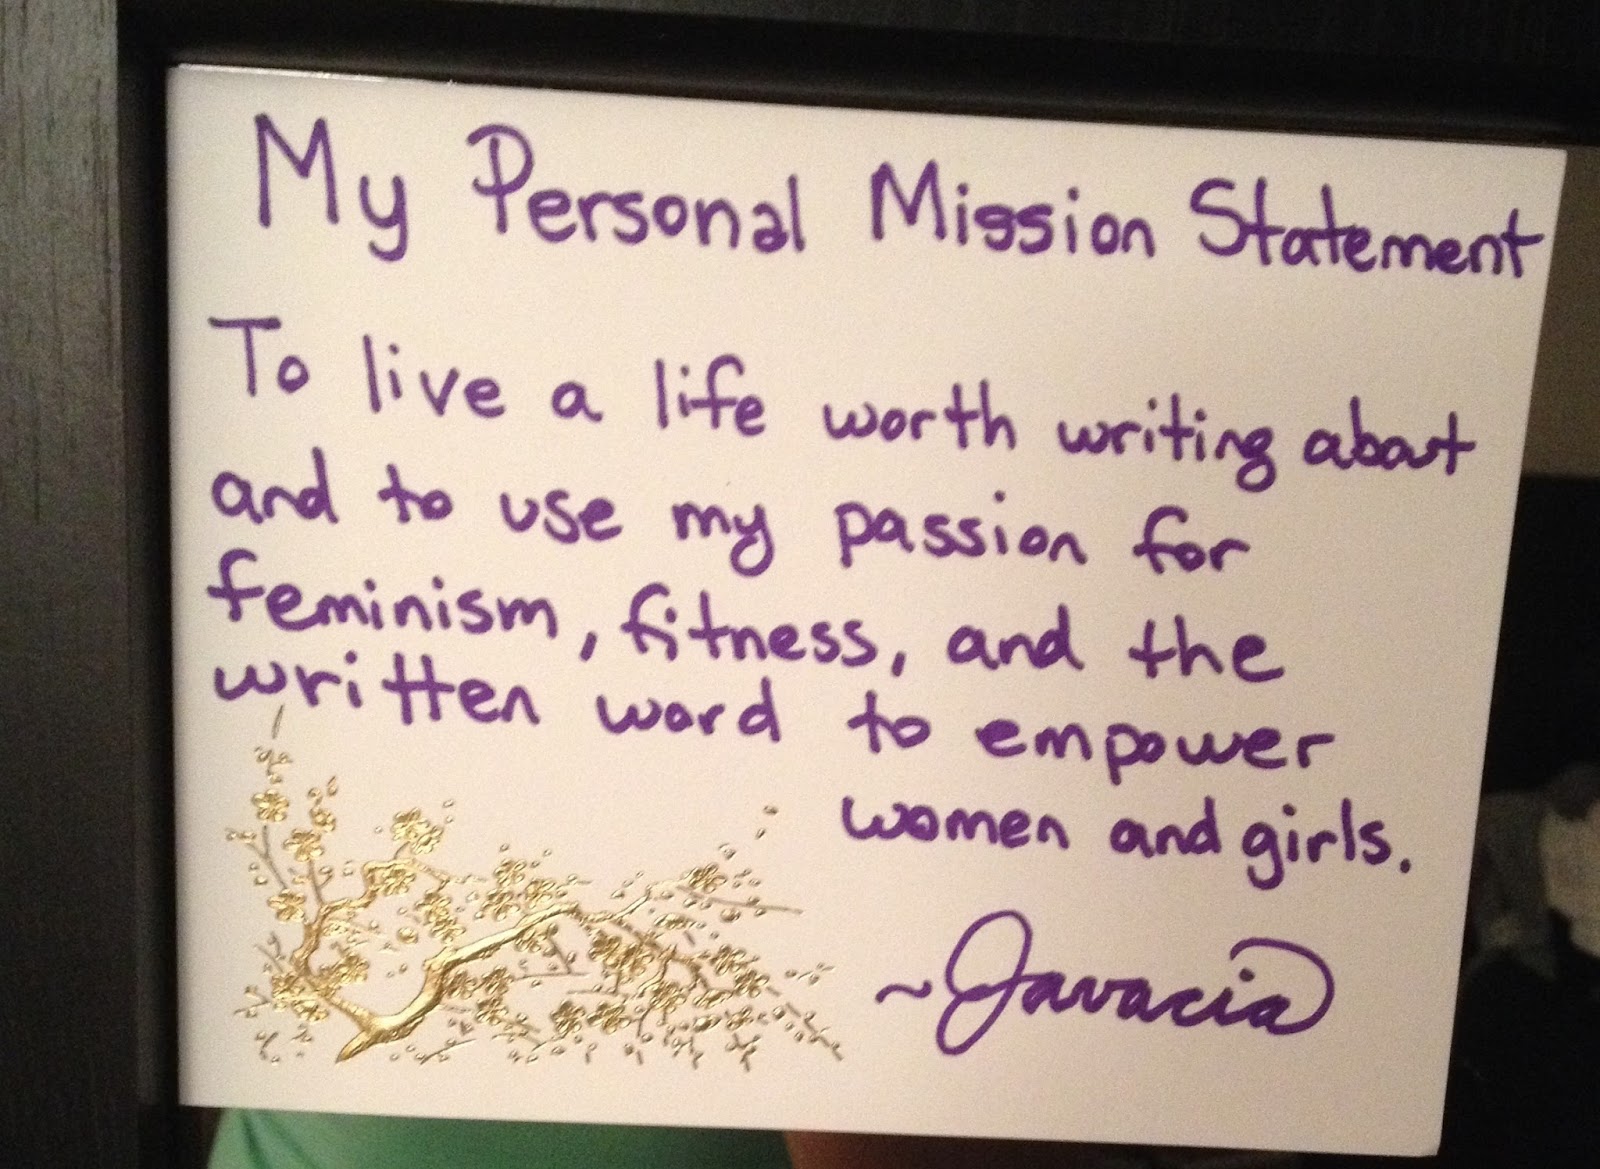 My Personal Mission Statement
To live a life worth writing about
and to use my passion for
feminism, fitness, and the
written word to empower
women and girls.
~Javacia